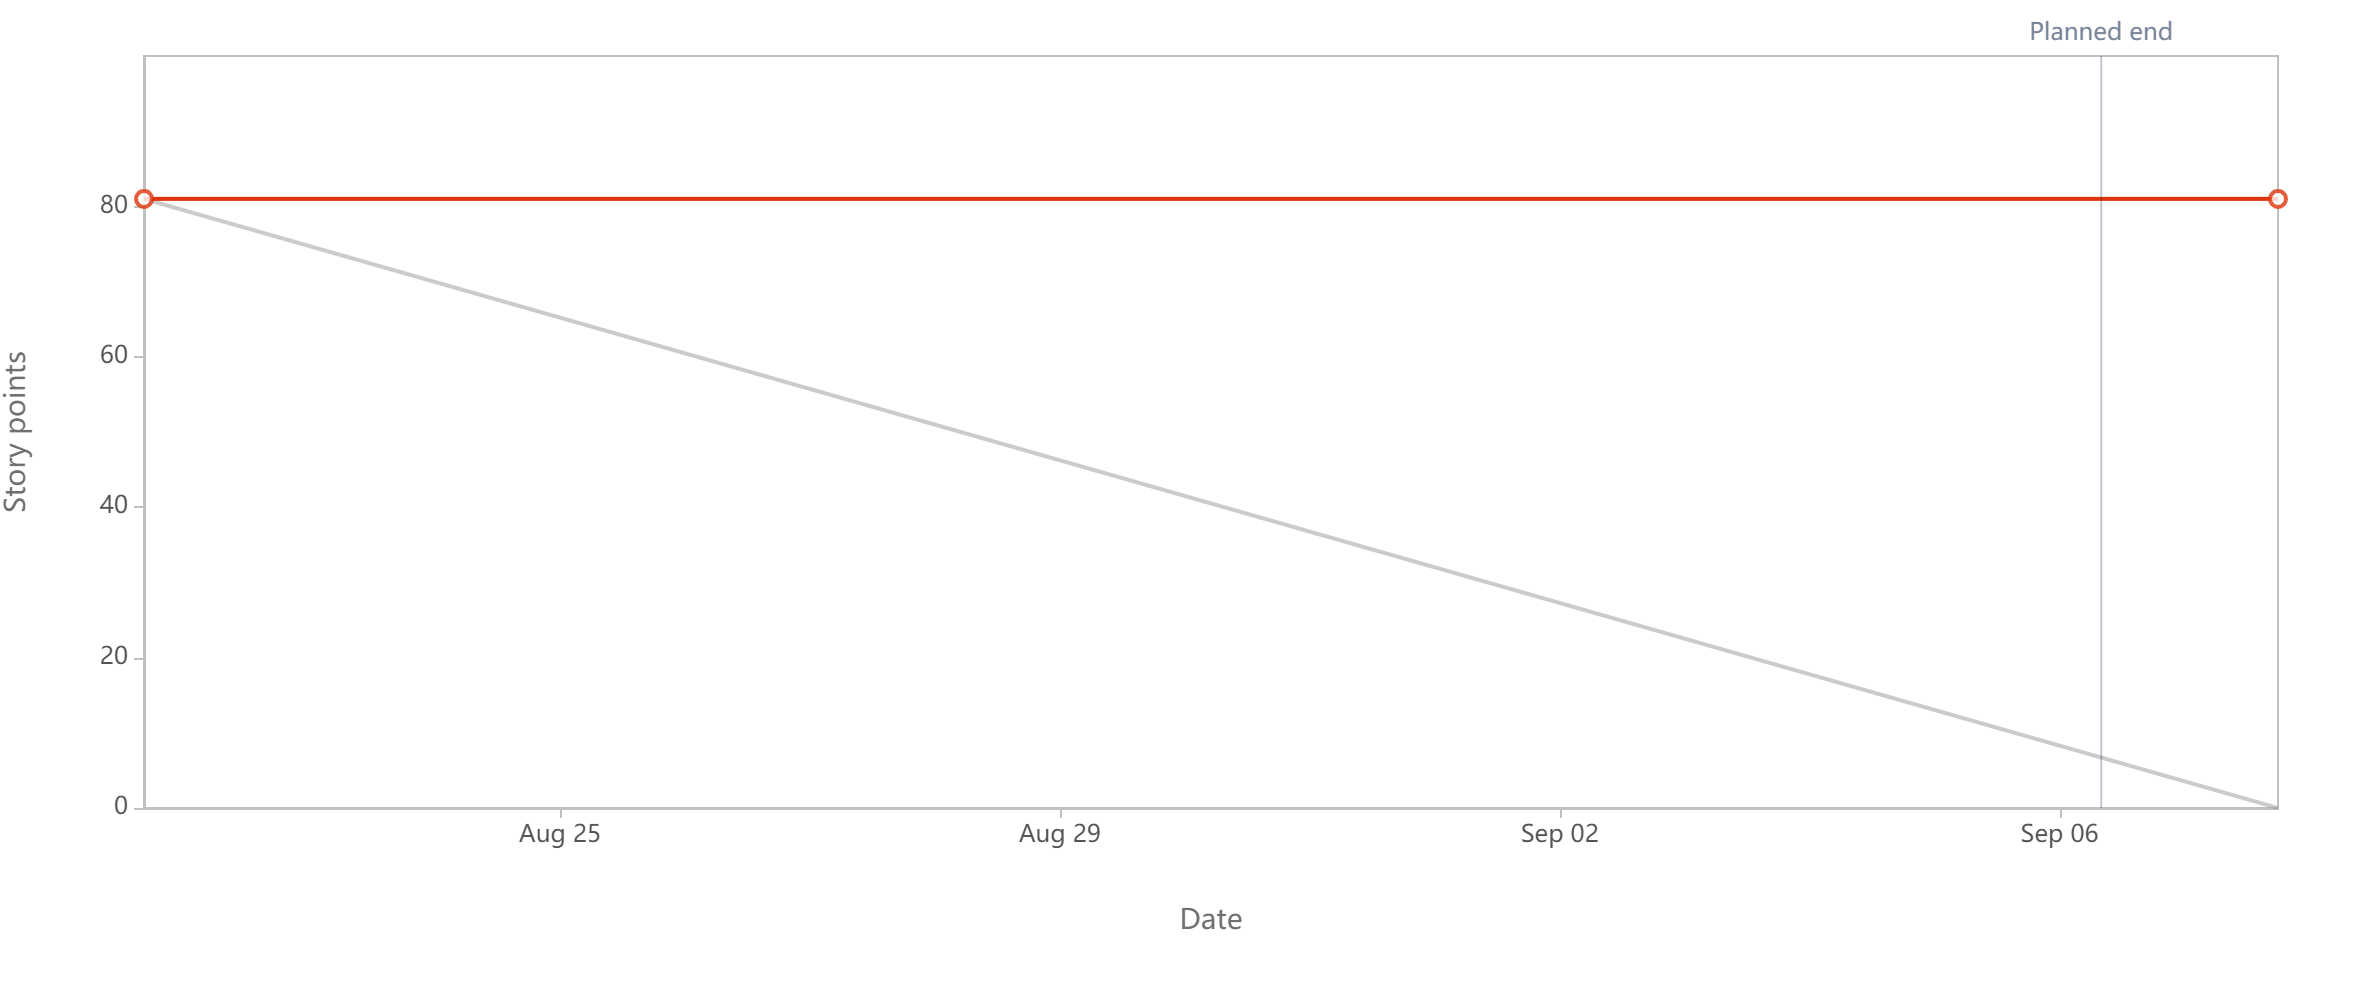 Planned end
80
60
40
20
0
Story points
Aug 25
Aug 29
Sep 02
Sep 06
Date